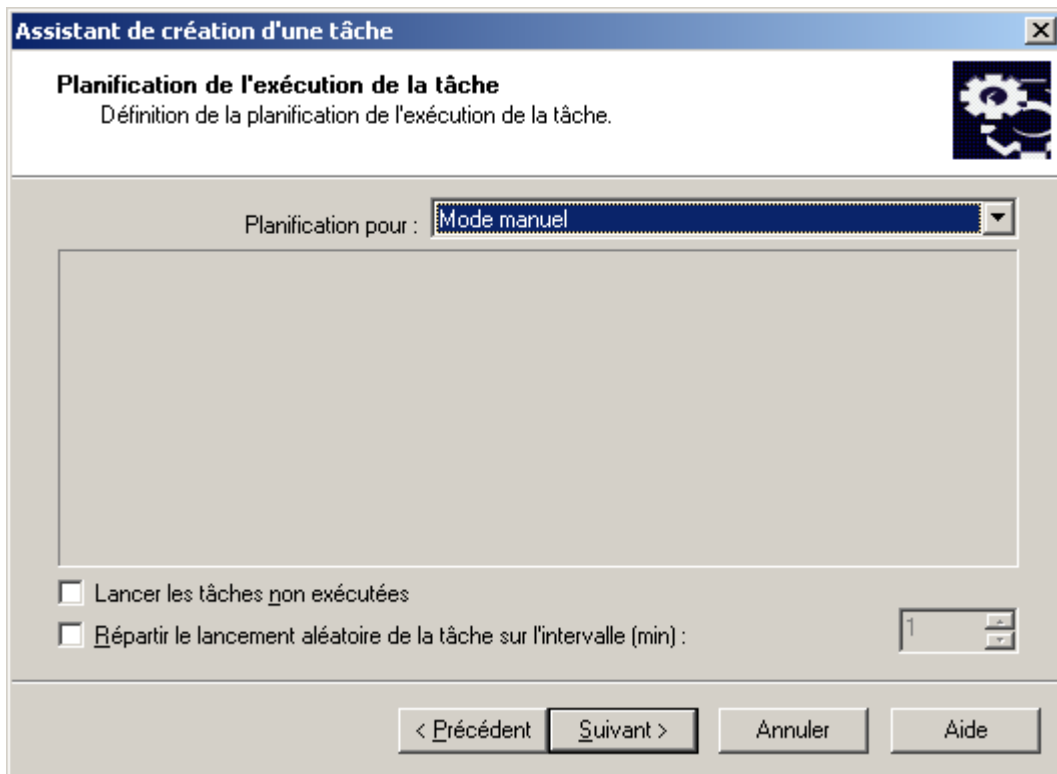 Assistant de création d'une tâche
Planification de l'exécution de la tâche
Définition de la planification de l'exécution de la tâche.
Planification pour : Mode manuel
Lancer les tâches non exécutées
Répartir le lancement aléatoire de la tâche sur l'intervalle (min) : 1
< Précédent Suivant > Annuler Aide